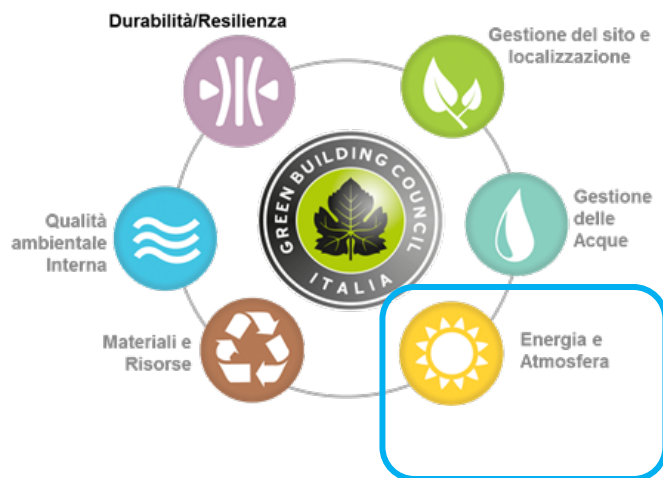 Durabilità/Resilienza
Gestione del sito e
localizzazione
GREEN BUILDING COUNCIL
ITALIA
Qualità
ambientale
Interna
Gestione
delle
Acque
Materiali e
Risorse
Energia e
Atmosfera